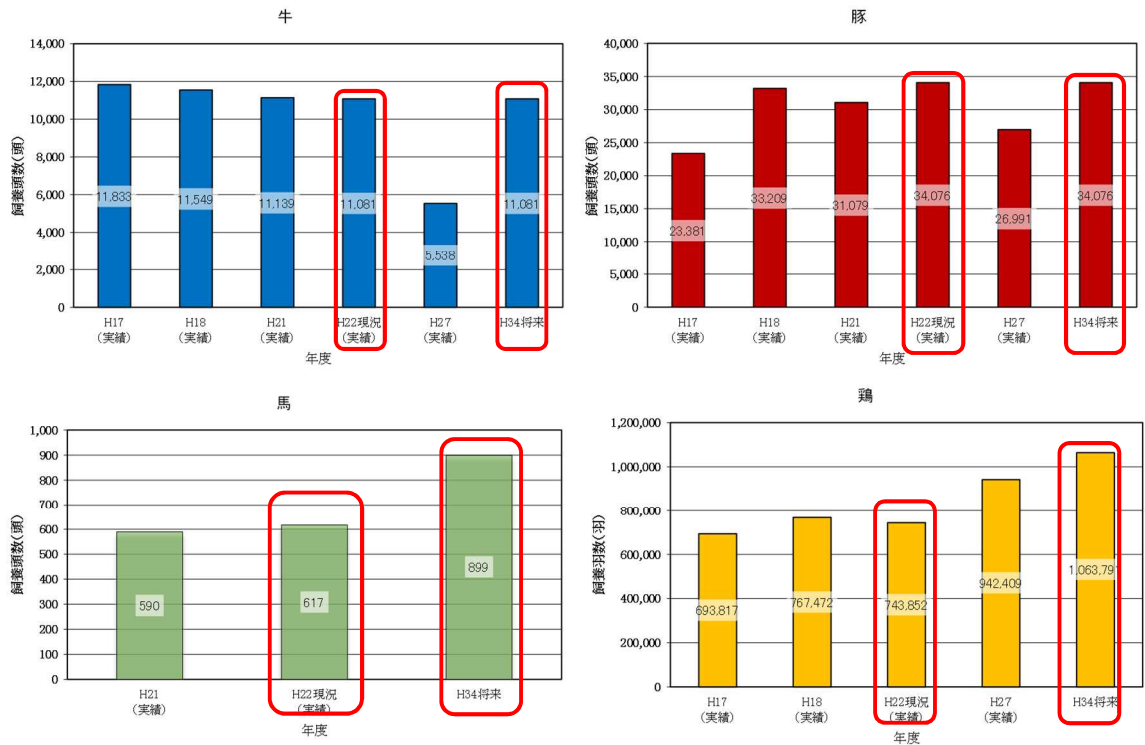 牛
飼養頭数(頭)
14,000
12,000
10,000
8,000
6,000
4,000
2,000
0
11,833
11,549
11,139
11,081
5,538
11,081
H17 H18 H21 H22現況 H27 H34将来
(実績) (実績) (実績) (実績) (実績)
年度
豚
飼養頭数(頭)
40,000
35,000
30,000
25,000
20,000
15,000
10,000
5,000
0
23,381
33,209
31,079
34,076
26,991
34,076
H17 H18 H21 H22現況 H27 H34将来
(実績) (実績) (実績) (実績) (実績)
年度
馬
飼養頭数(頭)
1,000
900
800
700
600
500
400
300
200
100
0
590
617
899
H21 H22現況 H34将来
(実績) (実績)
年度
鶏
飼養羽数(羽)
1,200,000
1,000,000
800,000
600,000
400,000
200,000
0
693,817
767,472
743,852
942,409
1,063,791
H17 H18 H22現況 H27 H34将来
(実績) (実績) (実績) (実績)
年度